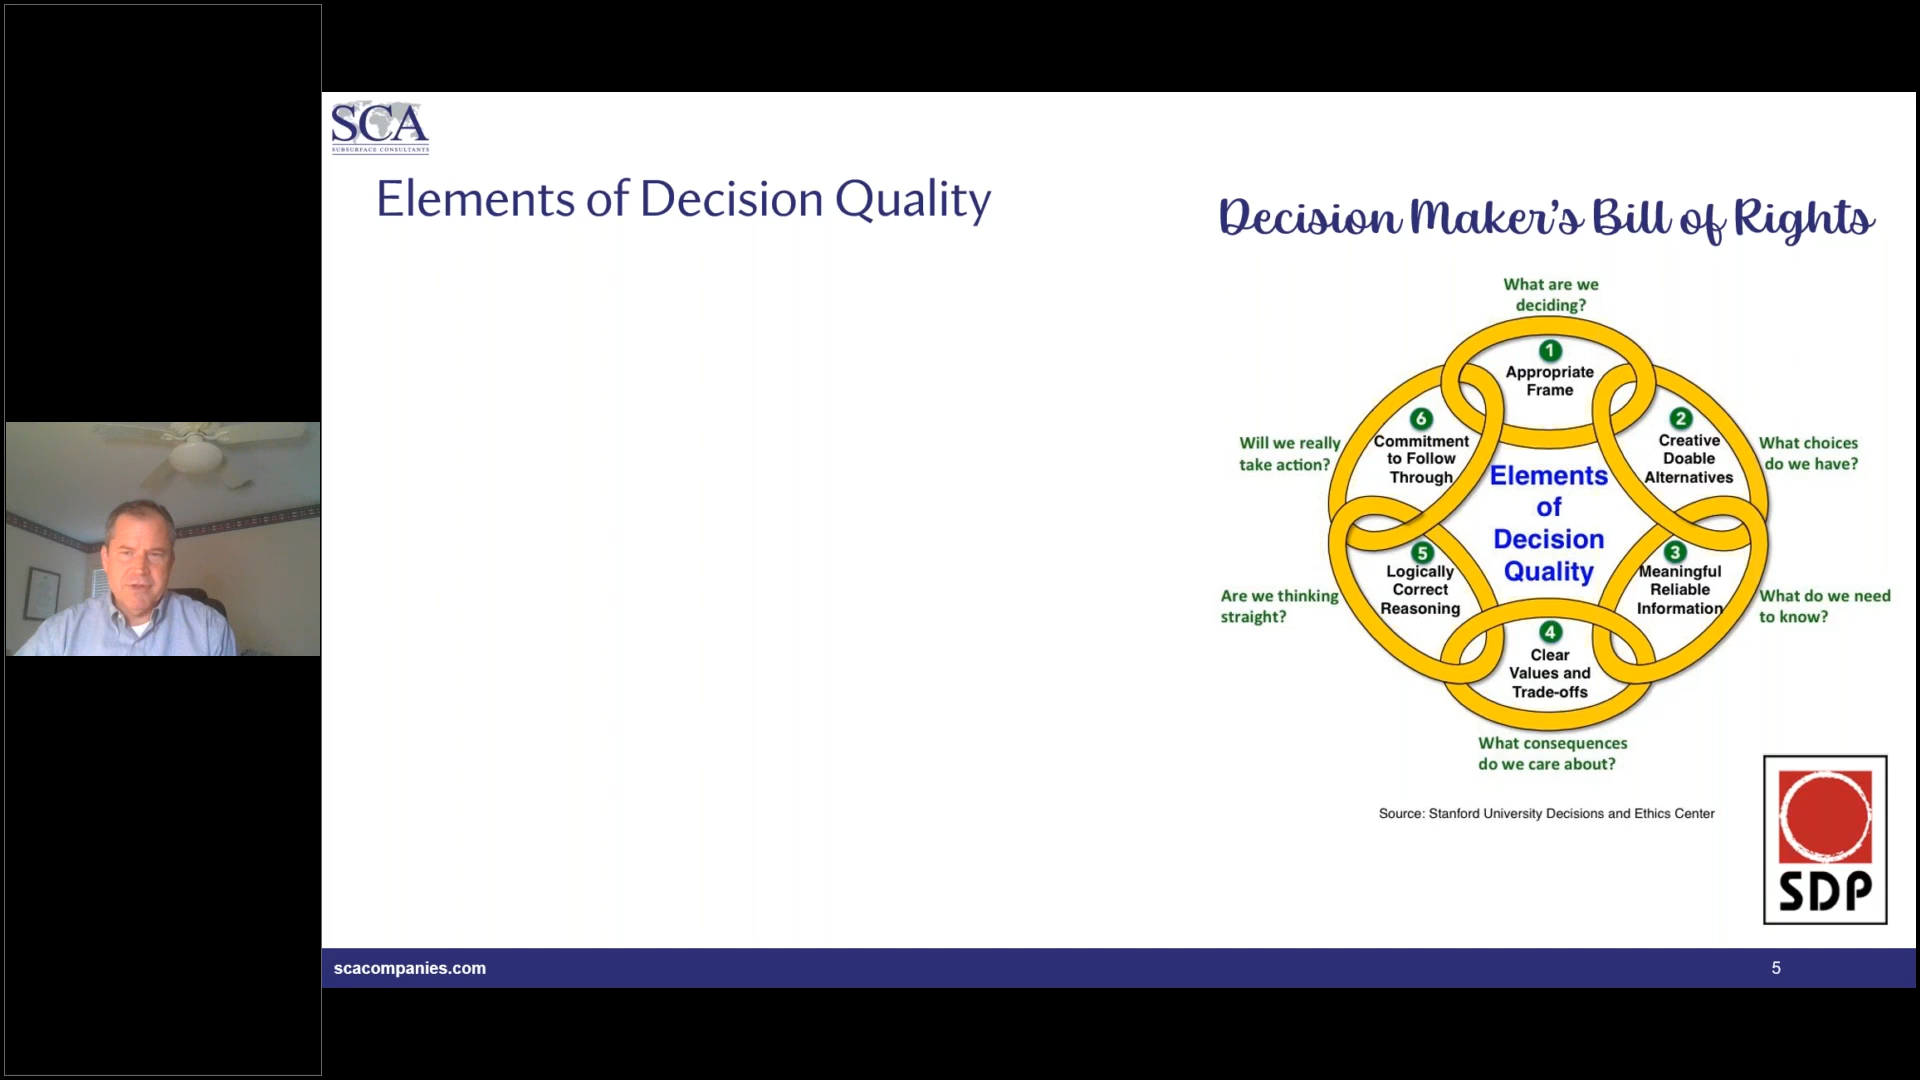 SCA
SUBSURFACE CONSULTANTS
Elements of Decision Quality
Decision Maker's Bill of Rights
What are we
deciding?
1
Appropriate
Frame
2
Creative
Doable
Alternatives
What choices
do we have?
3
Meaningful
Reliable
Information
What do we need
to know?
4
Clear
Values and
Trade-offs
What consequences
do we care about?
5
Logically
Correct
Reasoning
Are we thinking
straight?
6
Commitment
to Follow
Through
Will we really
take action?
Elements
of
Decision
Quality
Source: Stanford University Decisions and Ethics Center
SDP
scacompanies.com
5